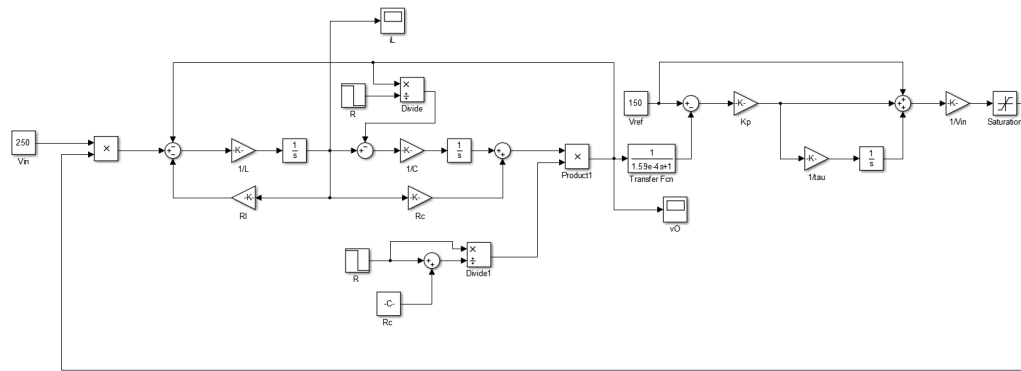 iL
R
×
÷
Divide
250
Vin
×
-K-
1/L
1
s
-K-
1/C
1
s
-K-
Rl
-K-
Rc
×
Product1
1
1.59e-4s+1
Transfer Fcn
vO
R
×
÷
Divide1
-C-
Rc
150
Vref
-K-
Kp
-K-
1/tau
1
s
-K-
1/Vin
Saturation